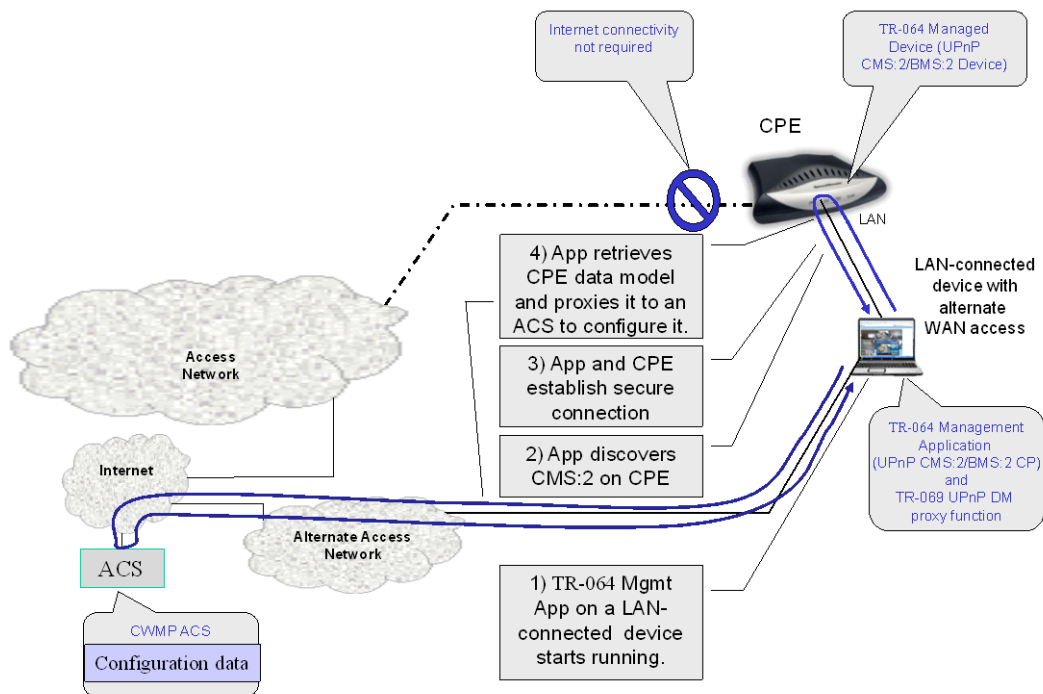 Internet connectivity
not required
TR-064 Managed
Device (UPnP
CMS:2/BMS:2 Device)
CPE
LAN
4) App retrieves
CPE data model
and proxies it to an
ACS to configure it.
LAN-connected
device with
alternate
WAN access
3) App and CPE
establish secure
connection
2) App discovers
CMS:2 on CPE
TR-064 Management
Application
(UPnP CMS:2/BMS:2 CP)
and
TR-069 UPnP DM
proxy function
Access
Network
Internet
Alternate Access
Network
ACS
1) TR-064 Mgmt
App on a LAN-
connected device
starts running.
CWMP ACS
Configuration data